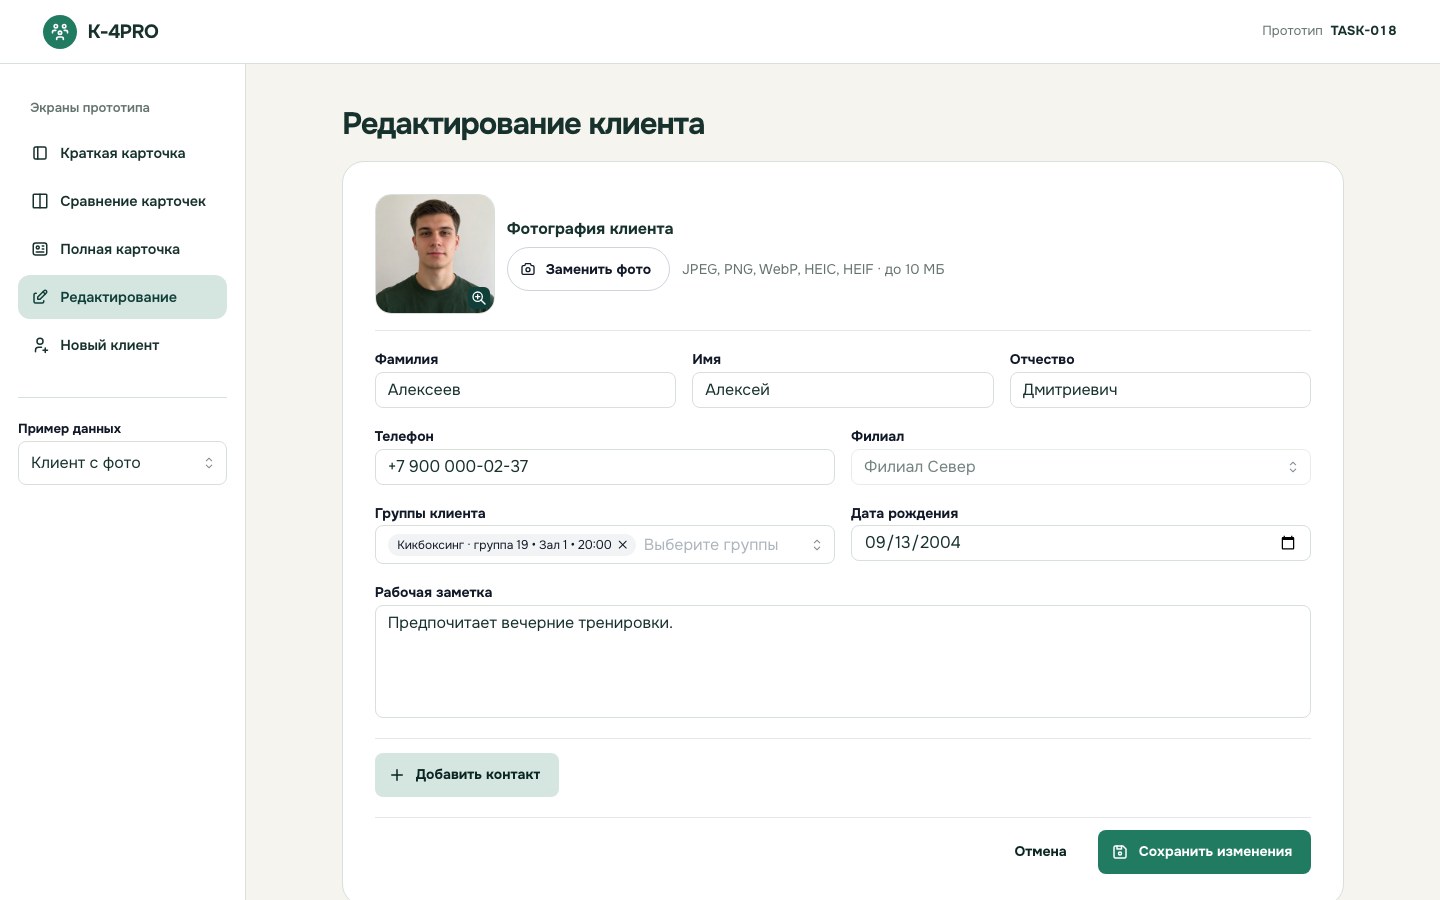 K-4PRO
Прототип TASK-018
Экраны прототипа
Краткая карточка
Сравнение карточек
Полная карточка
Редактирование
Новый клиент
Пример данных
Клиент с фото
Редактирование клиента
Фотография клиента
Заменить фото
JPEG, PNG, WebP, HEIC, HEIF · до 10 МБ
Фамилия
Алексеев
Имя
Алексей
Отчество
Дмитриевич
Телефон
+7 900 000-02-37
Филиал
Филиал Север
Группы клиента
Кикбоксинг · группа 19 • Зал 1 • 20:00
Выберите группы
Дата рождения
09/13/2004
Рабочая заметка
Предпочитает вечерние тренировки.
Добавить контакт
Отмена
Сохранить изменения